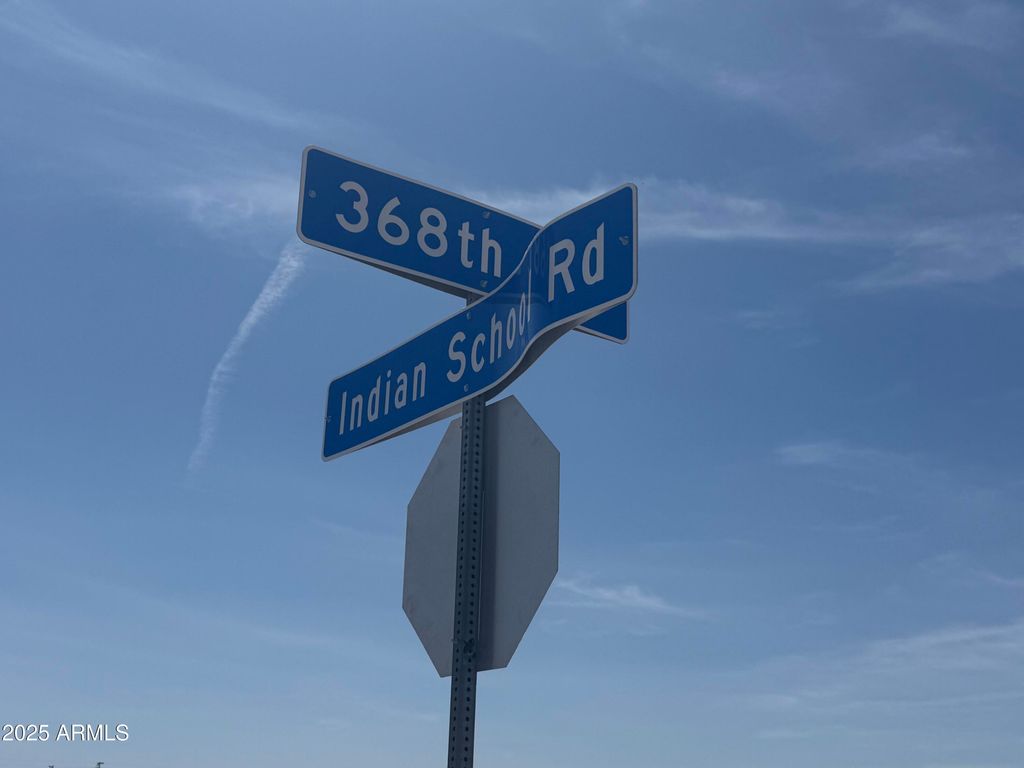 368th
Indian School Rd
2025 ARMLS